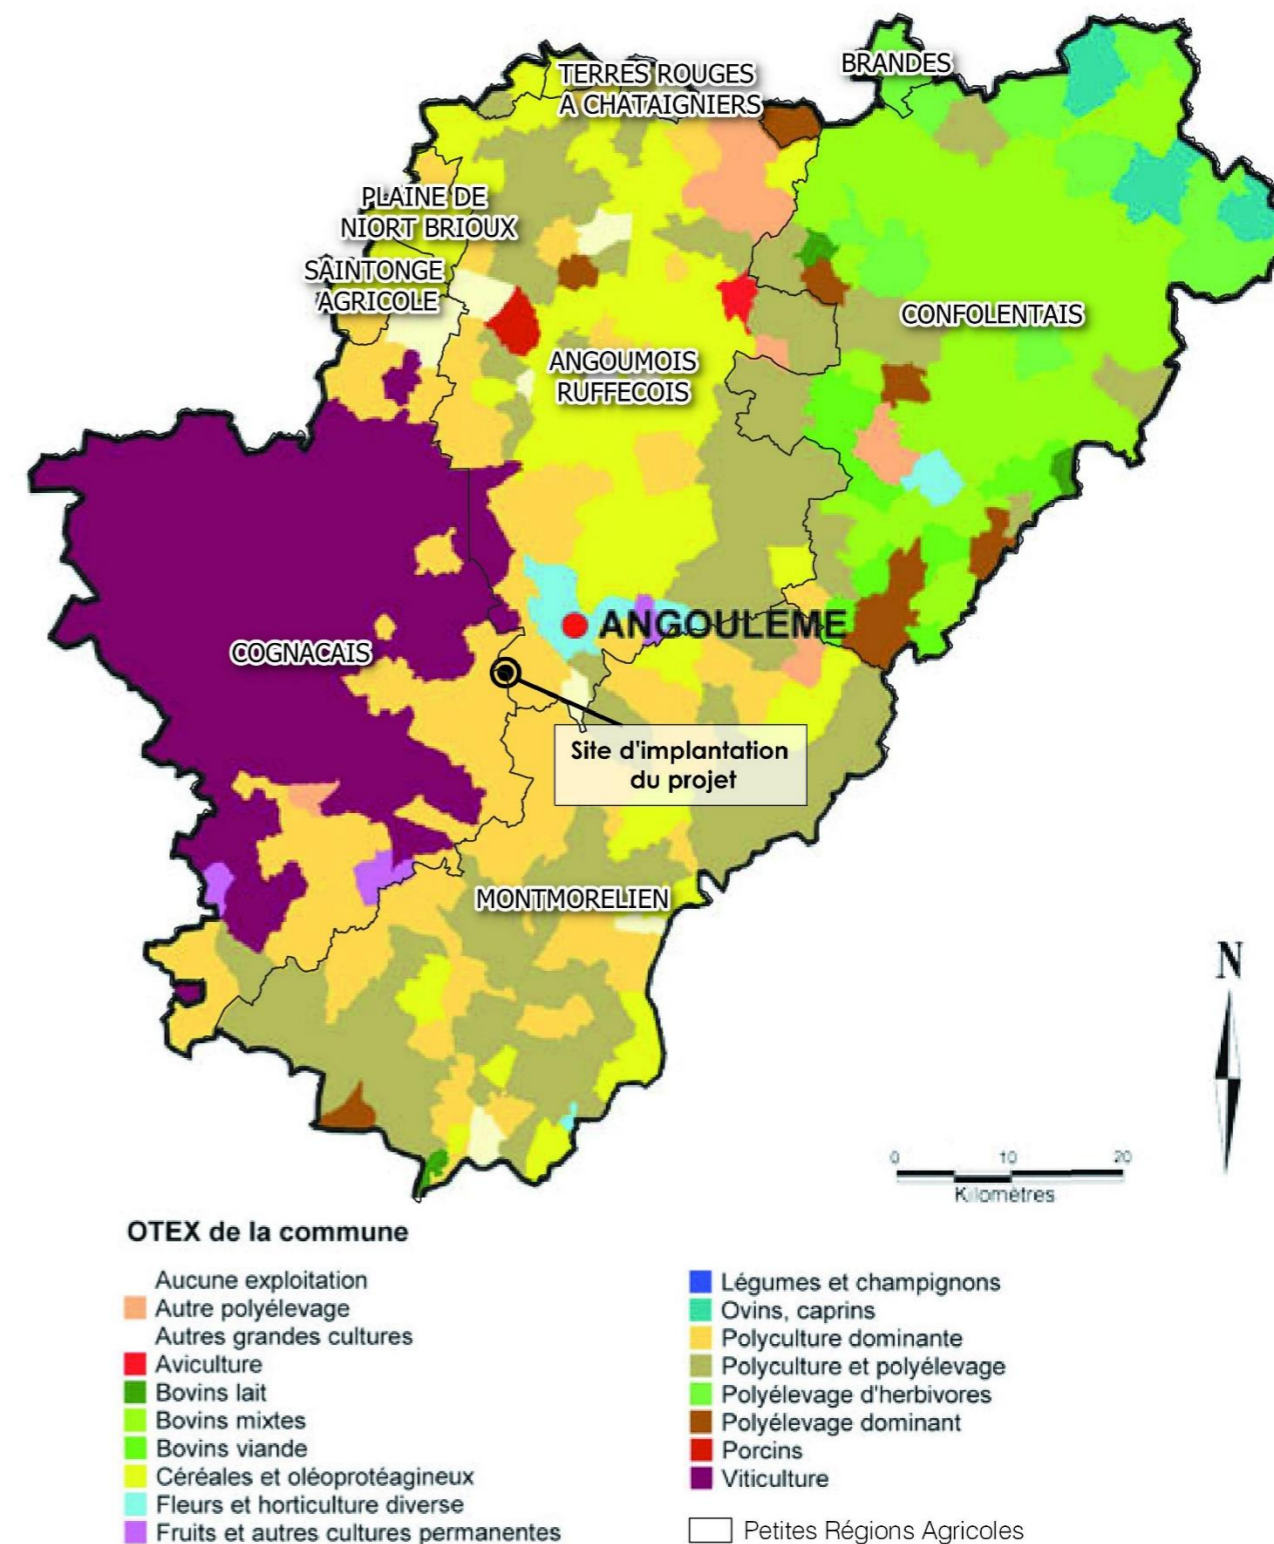 BRANDES
TERRES ROUGES
A CHATAIGNIERS
PLAINE DE
NIORT BRIOUX
SAINTONGE
AGRICOLE
CONFOLENTAIS
ANGOUMOIS
RUFFECOIS
ANGOULEME
COGNACAIS
Site d'implantation
du projet
MONTMORELIEN
N
0 10 20
Kilomètres
OTEX de la commune
Aucune exploitation
Autre polyélevage
Autres grandes cultures
Aviculture
Bovins lait
Bovins mixtes
Bovins viande
Céréales et oléoprotéagineux
Fleurs et horticulture diverse
Fruits et autres cultures permanentes
Légumes et champignons
Ovins, caprins
Polyculture dominante
Polyculture et polyélevage
Polyélevage d'herbivores
Polyélevage dominant
Porcins
Viticulture
Petites Régions Agricoles